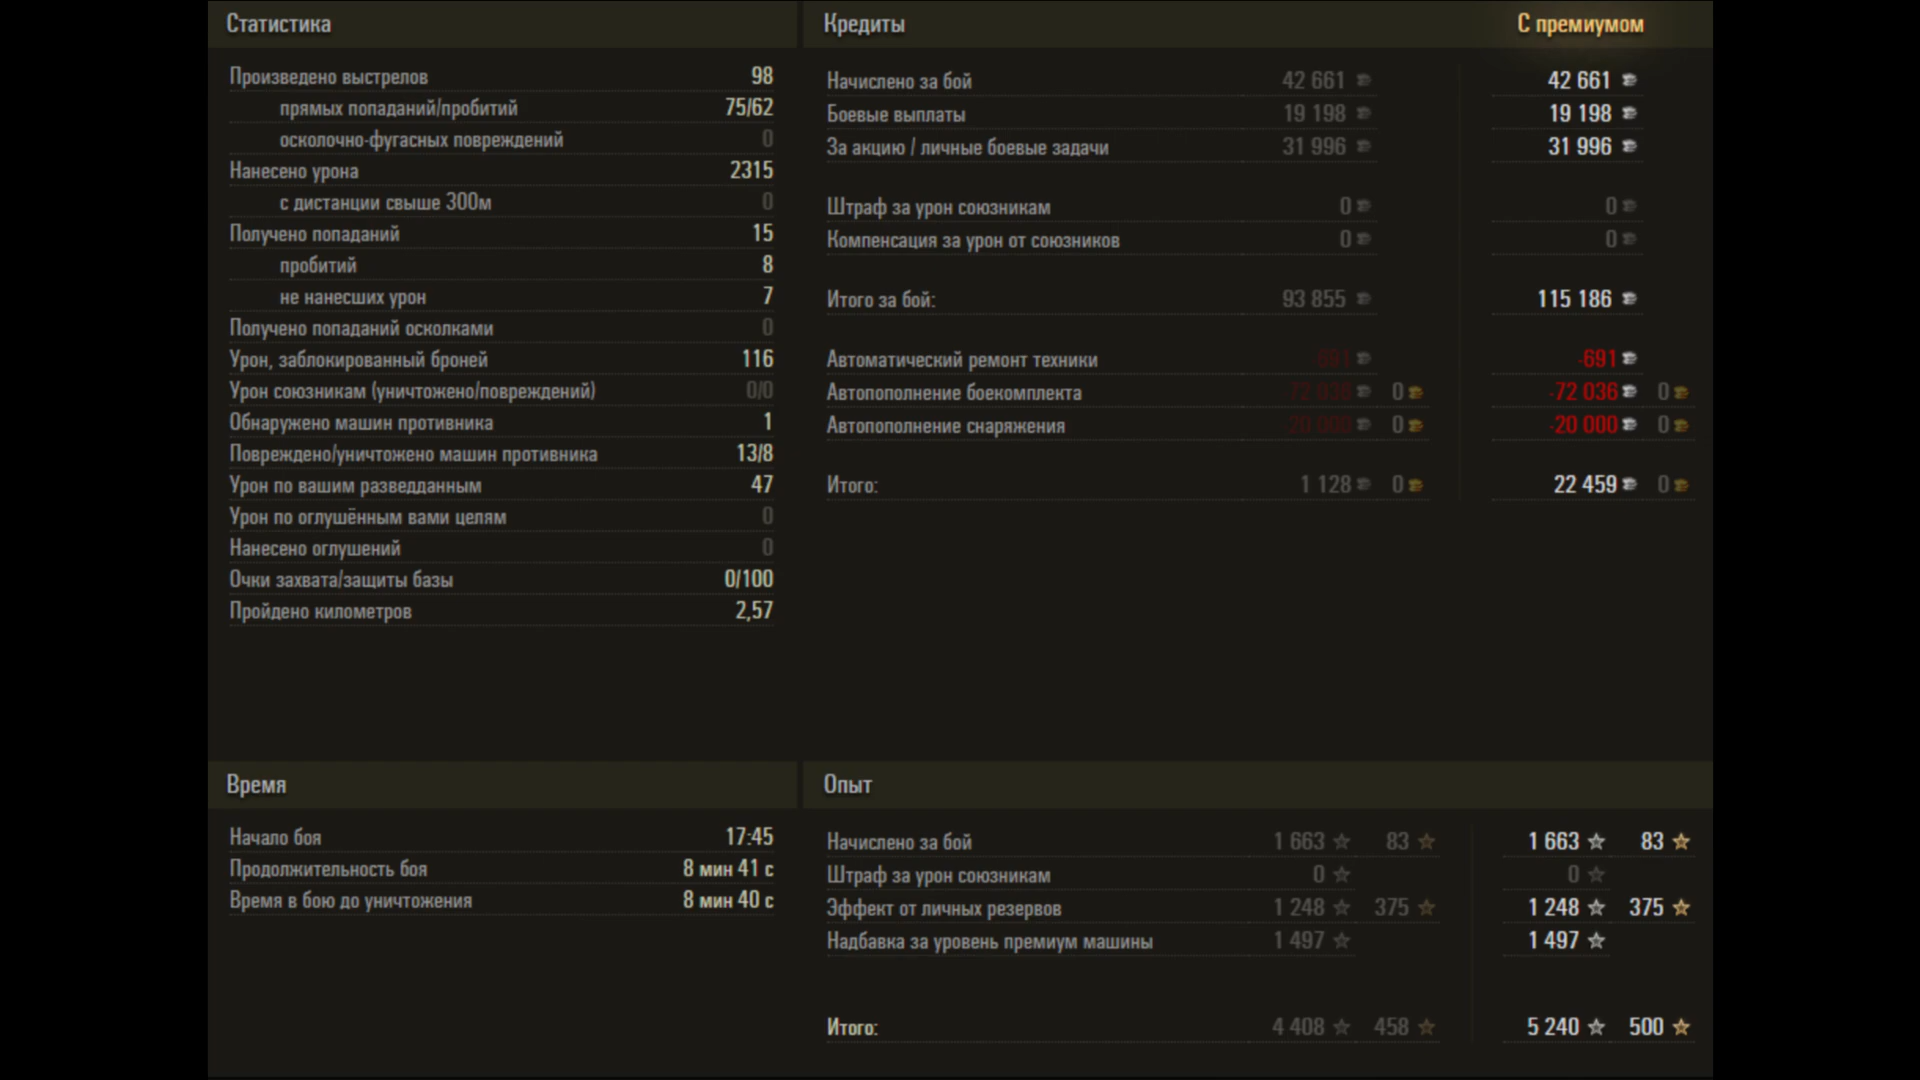 Статистика
Произведено выстрелов 98
прямых попаданий/пробитий 75/62
осколочно-фугасных повреждений 0
Нанесено урона 2315
с дистанции свыше 300м 0
Получено попаданий 15
пробитий 8
не нанесших урон 7
Получено попаданий осколками 0
Урон, заблокированный броней 116
Урон союзникам (уничтожено/повреждений) 0/0
Обнаружено машин противника 1
Повреждено/уничтожено машин противника 13/8
Урон по вашим разведданным 47
Урон по оглушённым вами целям 0
Нанесено оглушений 0
Очки захвата/защиты базы 0/100
Пройдено километров 2,57
Кредиты С премиумом
Начислено за бой 42 661 42 661
Боевые выплаты 19 198 19 198
За акцию / личные боевые задачи 31 996 31 996
Штраф за урон союзникам 0 0
Компенсация за урон от союзников 0 0
Итого за бой: 93 855 115 186
Автоматический ремонт техники -691 -691
Автопополнение боекомплекта -72 036 0 -72 036 0
Автопополнение снаряжения -20 000 0 -20 000 0
Итого: 1 128 0 22 459 0
Время
Начало боя 17:45
Продолжительность боя 8 мин 41 с
Время в бою до уничтожения 8 мин 40 с
Опыт
Начислено за бой 1 663 83 1 663 83
Штраф за урон союзникам 0 0
Эффект от личных резервов 1 248 375 1 248 375
Надбавка за уровень премиум машины 1 497 1 497
Итого: 4 408 458 5 240 500